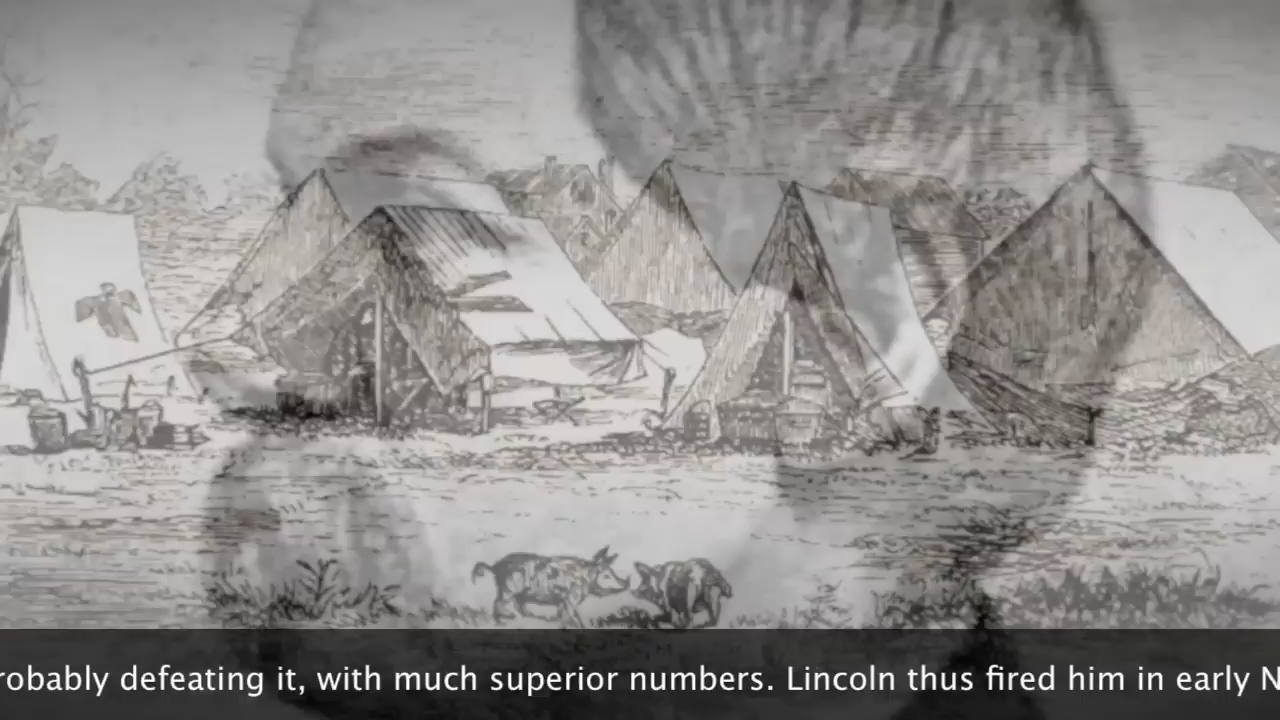 robably defeating it, with much superior numbers. Lincoln thus fired him in early N